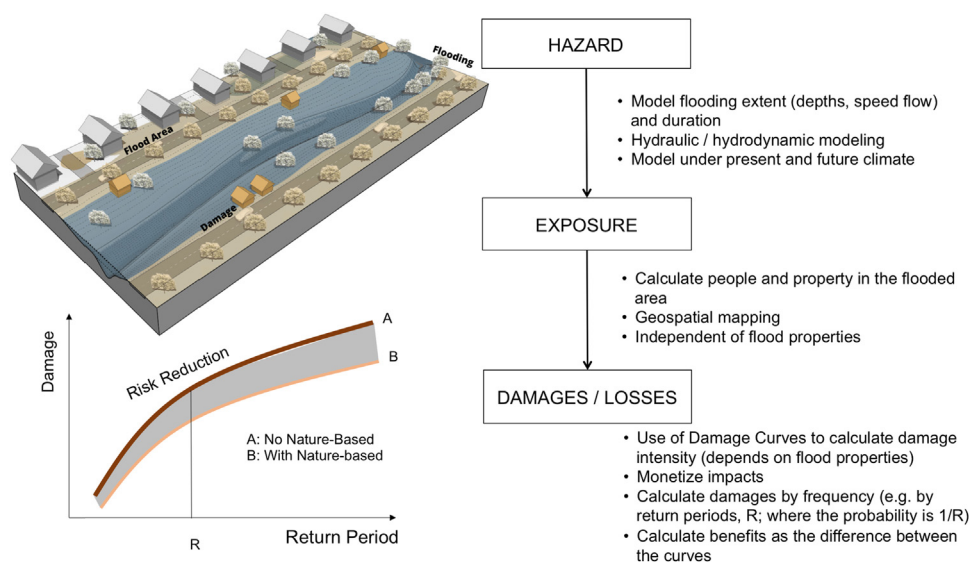 Flooding
Flood Area
Damage
Damage
Risk Reduction
A
B
A: No Nature-Based
B: With Nature-based
R
Return Period
HAZARD
• Model flooding extent (depths, speed flow)
and duration
• Hydraulic / hydrodynamic modeling
• Model under present and future climate
EXPOSURE
• Calculate people and property in the flooded
area
• Geospatial mapping
• Independent of flood properties
DAMAGES / LOSSES
• Use of Damage Curves to calculate damage
intensity (depends on flood properties)
• Monetize impacts
• Calculate damages by frequency (e.g. by
return periods, R; where the probability is 1/R)
• Calculate benefits as the difference between
the curves